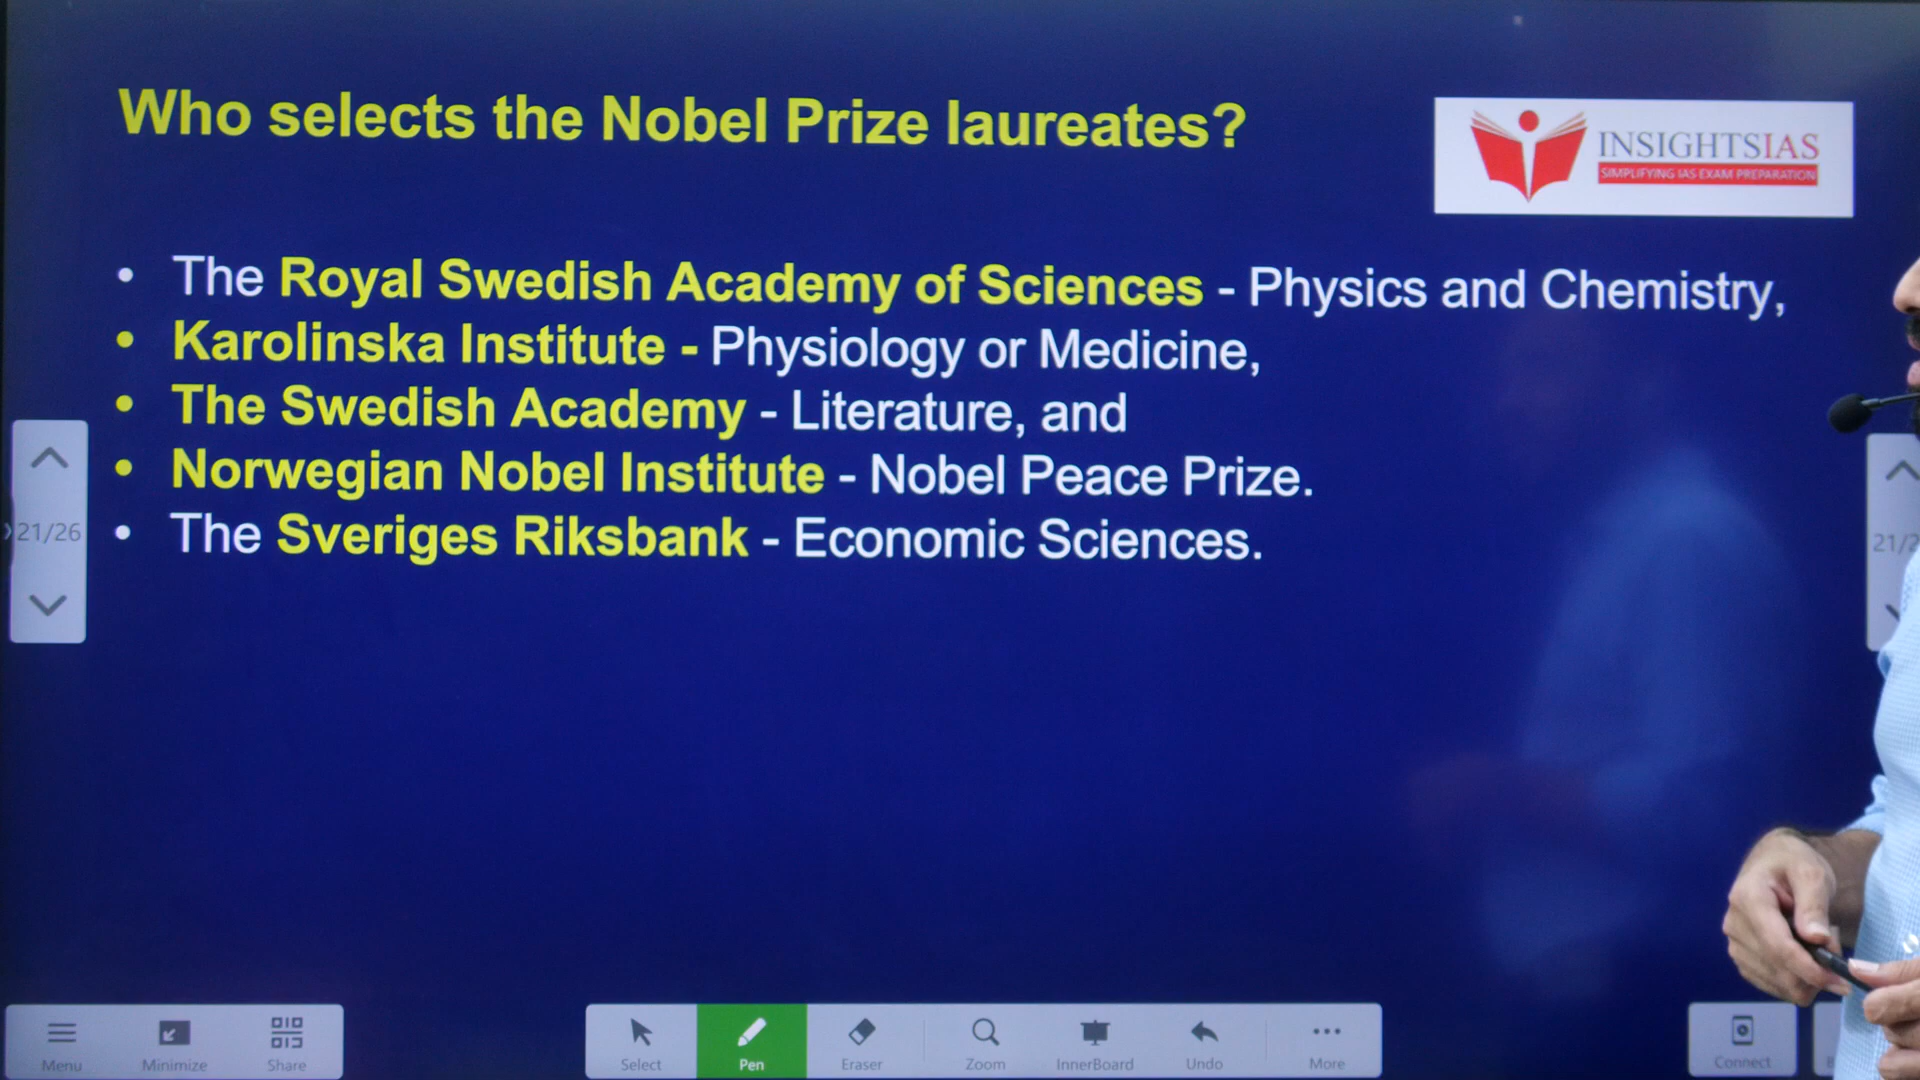 Who selects the Nobel Prize laureates?
INSIGHTSIAS
SIMPLIFYING IAS EXAM PREPARATION
• The Royal Swedish Academy of Sciences - Physics and Chemistry,
• Karolinska Institute - Physiology or Medicine,
• The Swedish Academy - Literature, and
• Norwegian Nobel Institute - Nobel Peace Prize.
• The Sveriges Riksbank - Economic Sciences.
21/26
21/2
Menu
Minimize
Share
Select
Pen
Eraser
Zoom
InnerBoard
Undo
More
Connect